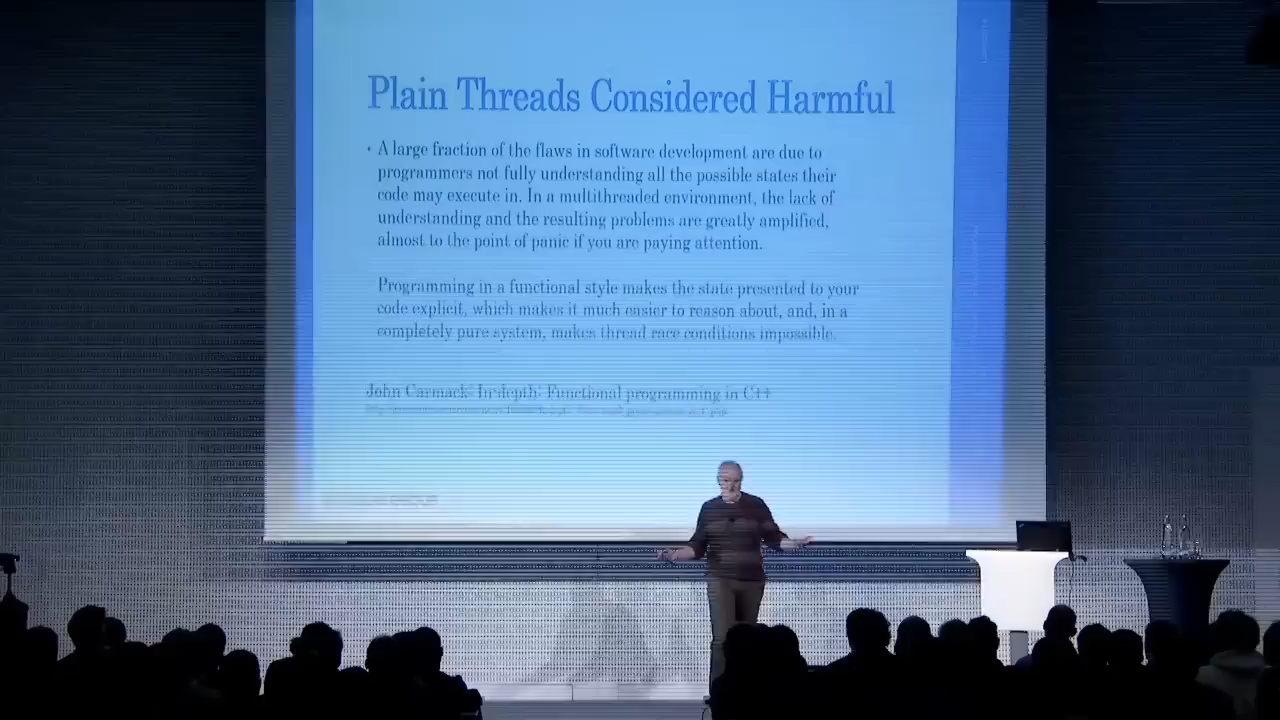 Plain Threads Considered Harmful
• A large fraction of the flaws in software development are due to
programmers not fully understanding all the possible states their
code may execute in. In a multithreaded environment, the lack of
understanding and the resulting problems are greatly amplified,
almost to the point of panic if you are paying attention.
Programming in a functional style makes the state presented to your
code explicit, which makes it much easier to reason about, and, in a
completely pure system, makes thread race conditions impossible.
John Carmack: In-depth: Functional programming in C++